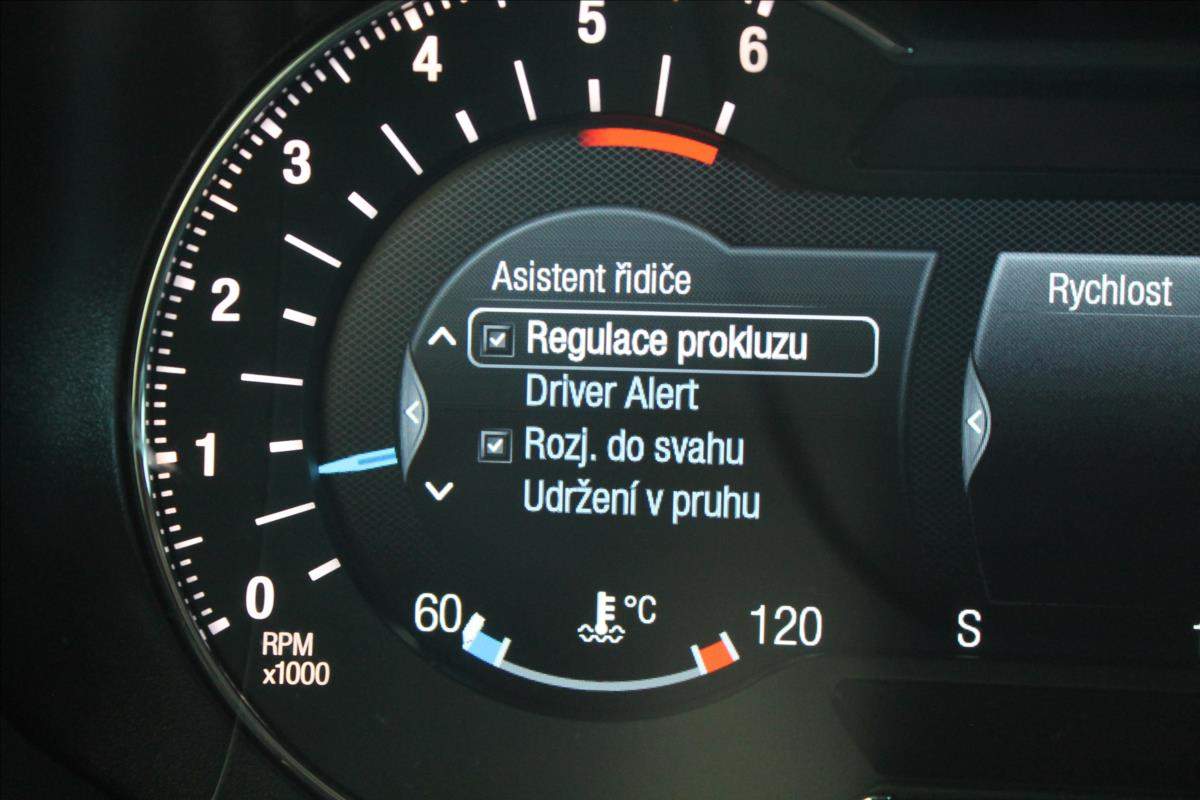 6
5
4
3
2
1
0
RPM
x1000
Asistent řidiče
Regulace prokluzu
Driver Alert
Rozj. do svahu
Udržení v pruhu
60
°C
120
Rychlost
S